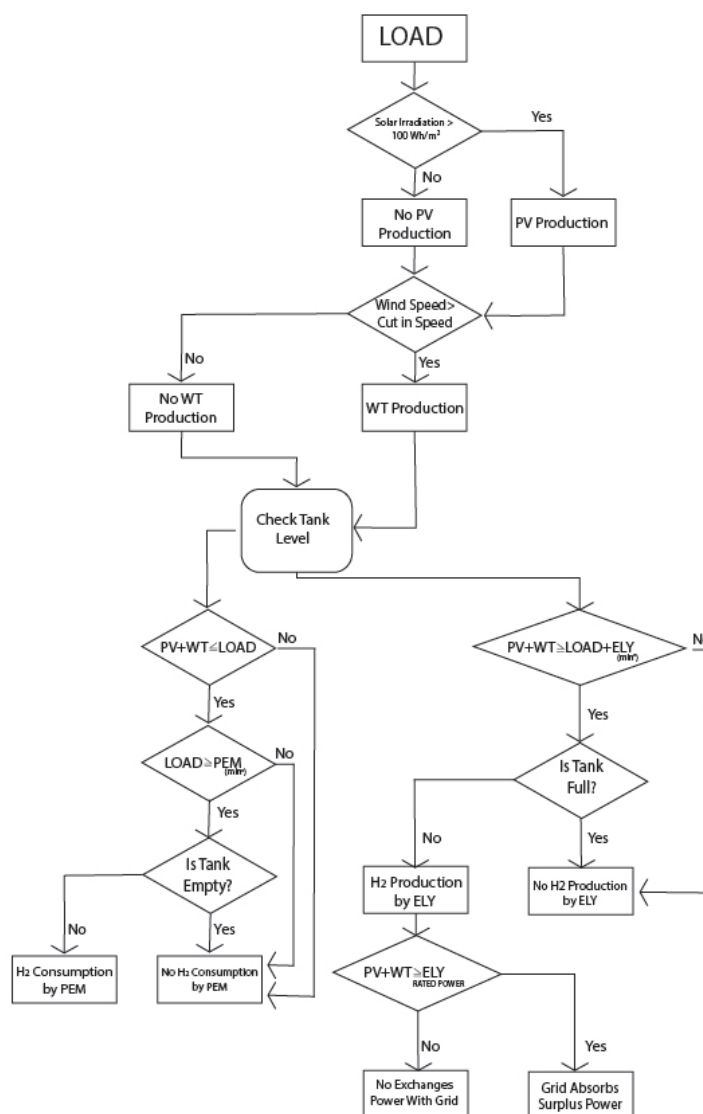 LOAD
Solar Irradiation >
100 Wh/m²
Yes
No
No PV
Production
PV Production
Wind Speed>
Cut in Speed
No
Yes
No WT
Production
WT Production
Check Tank
Level
PV+WT≦LOAD
No
PV+WT≧LOAD+ELY
(min*)
Yes
Yes
LOAD≧PEM
(min*)
No
Is Tank
Full?
Yes
No
Yes
Is Tank
Empty?
H₂ Production
by ELY
No H2 Production
by ELY
No
Yes
H₂ Consumption
by PEM
No H₂ Consumption
by PEM
PV+WT≧ELY
RATED POWER
No
Yes
No Exchanges
Power With Grid
Grid Absorbs
Surplus Power